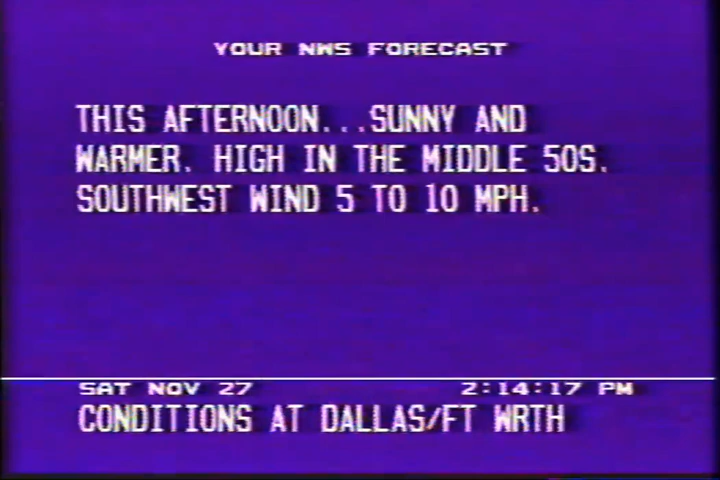 YOUR NWS FORECAST
THIS AFTERNOON...SUNNY AND
WARMER. HIGH IN THE MIDDLE 50S.
SOUTHWEST WIND 5 TO 10 MPH.
SAT NOV 27 2:14:17 PM
CONDITIONS AT DALLAS/FT WRTH